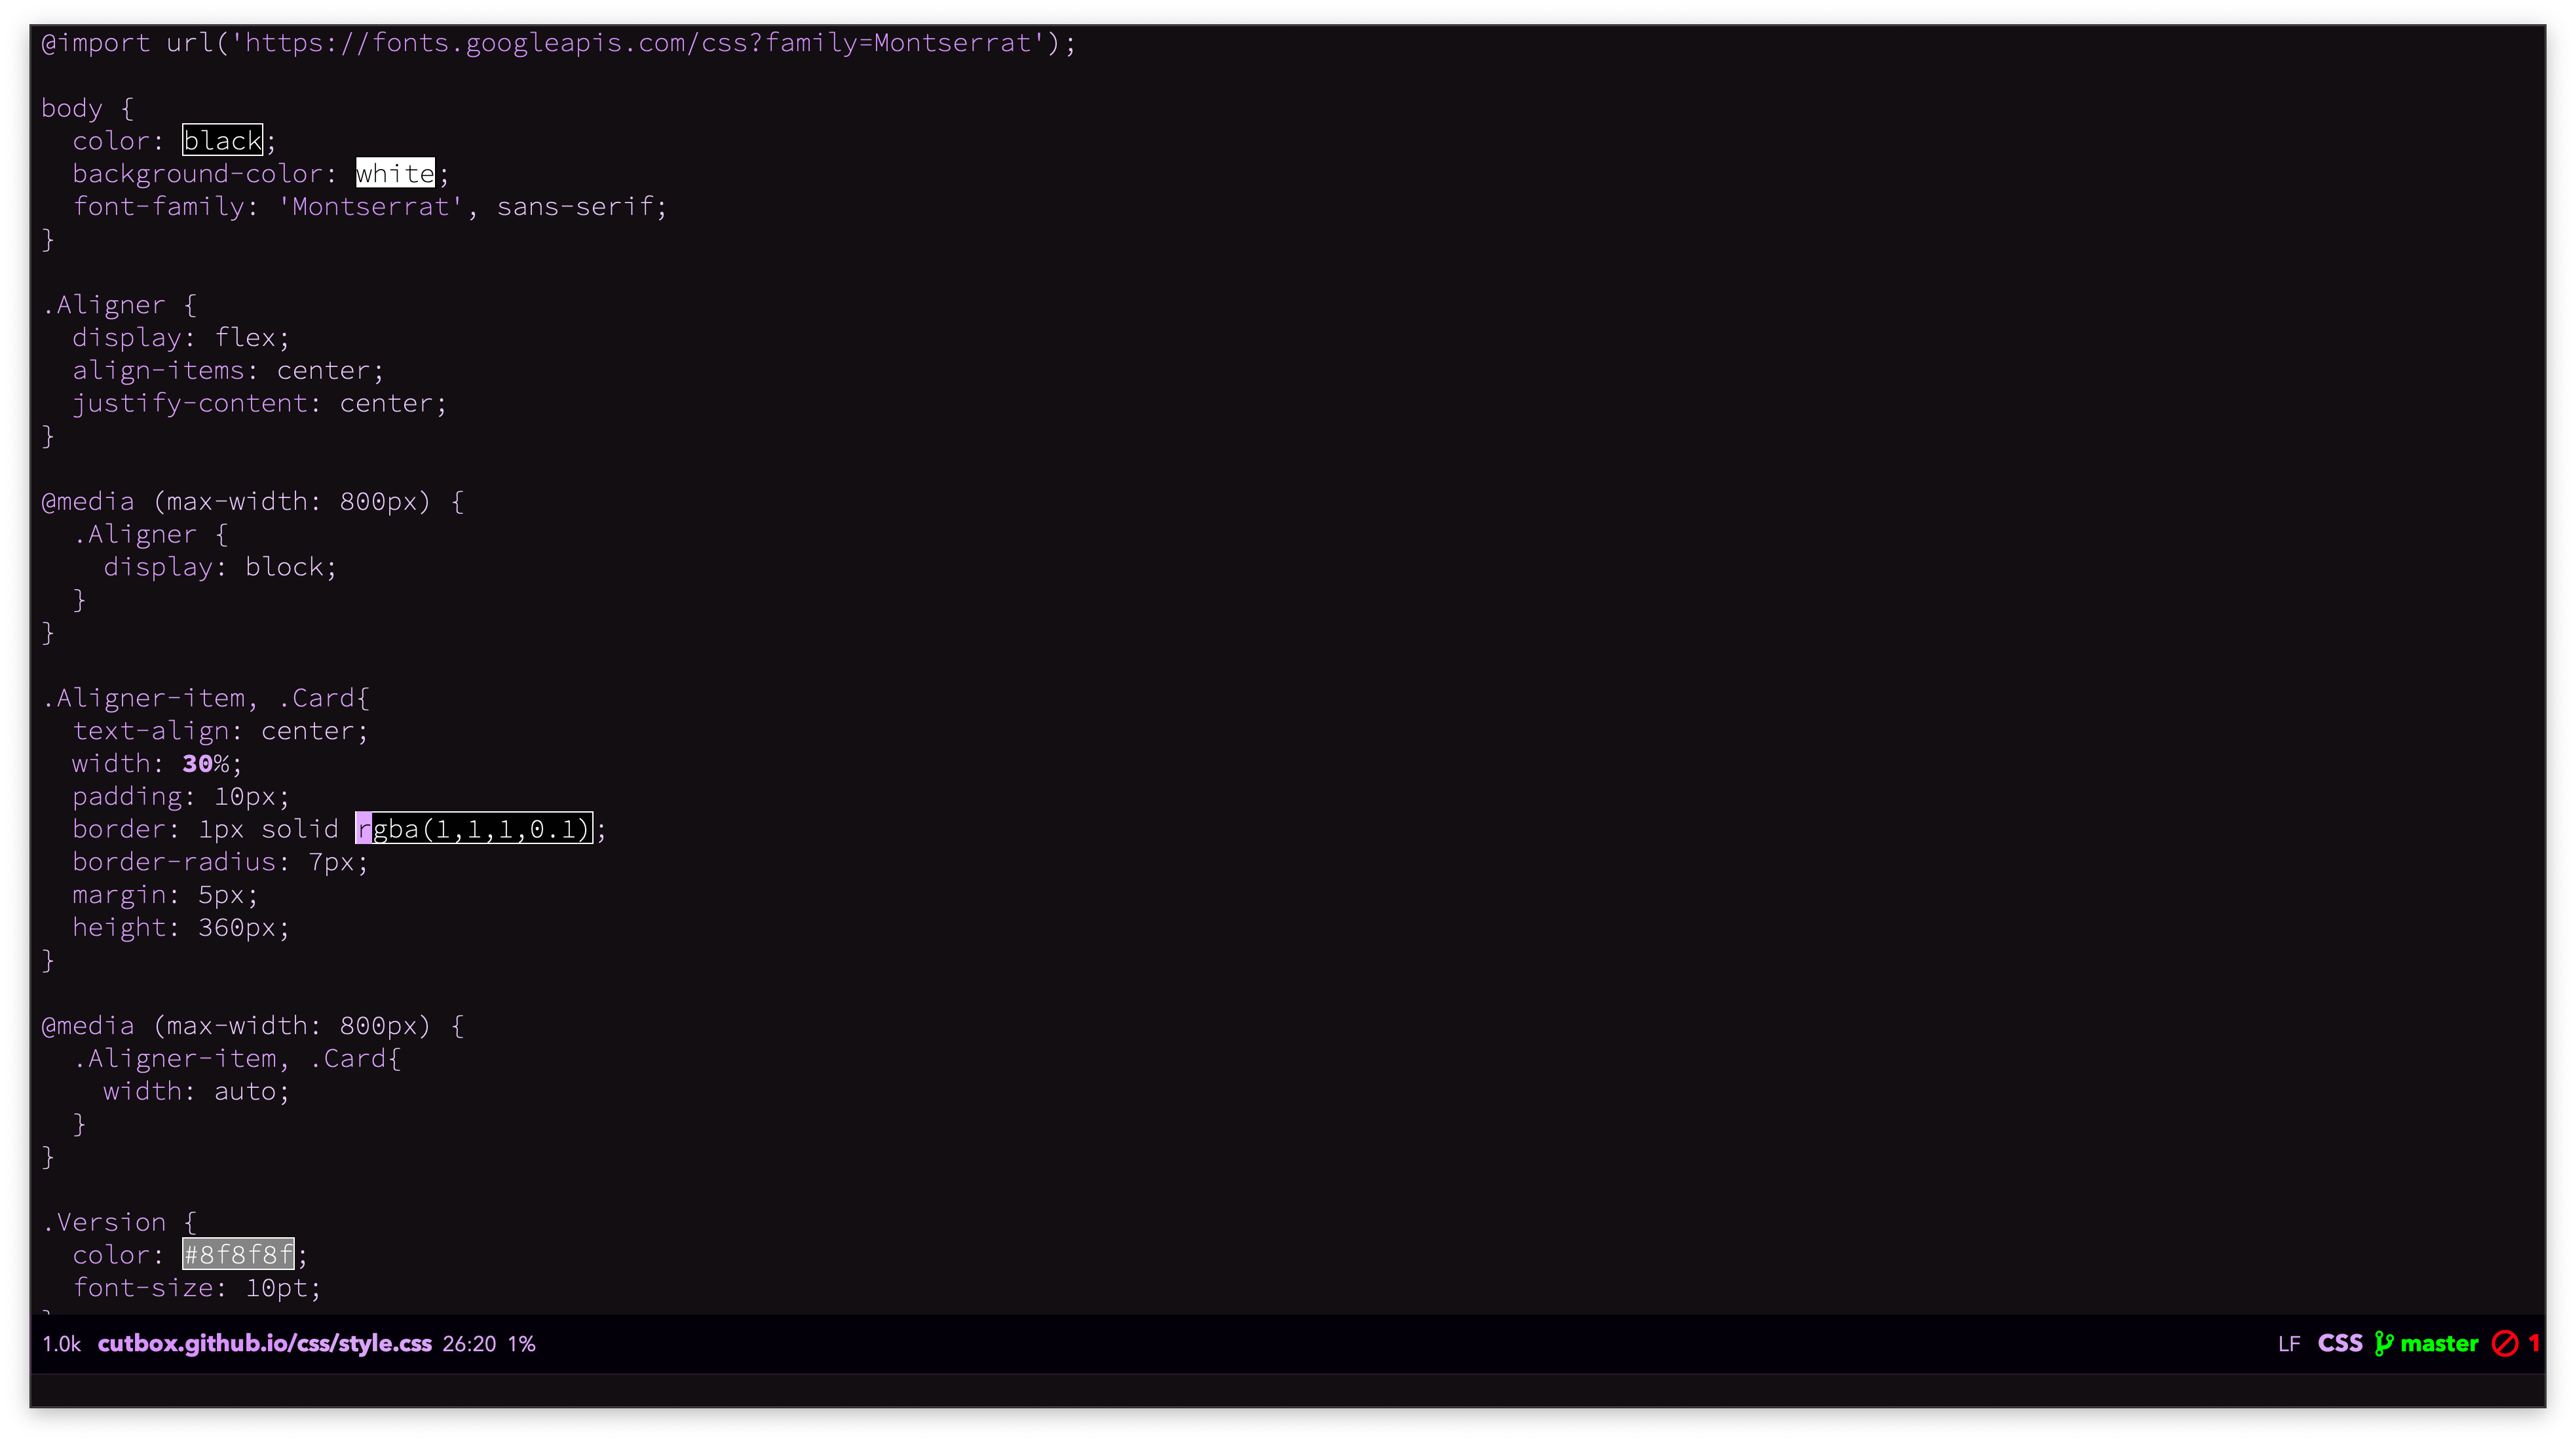 @import url('https://fonts.googleapis.com/css?family=Montserrat');

body {
  color: black;
  background-color: white;
  font-family: 'Montserrat', sans-serif;
}

.Aligner {
  display: flex;
  align-items: center;
  justify-content: center;
}

@media (max-width: 800px) {
  .Aligner {
    display: block;
  }
}

.Aligner-item, .Card{
  text-align: center;
  width: 30%;
  padding: 10px;
  border: 1px solid rgba(1,1,1,0.1);
  border-radius: 7px;
  margin: 5px;
  height: 360px;
}

@media (max-width: 800px) {
  .Aligner-item, .Card{
    width: auto;
  }
}

.Version {
  color: #8f8f8f;
  font-size: 10pt;
1.0k cutbox.github.io/css/style.css 26:20 1% LF CSS master 1